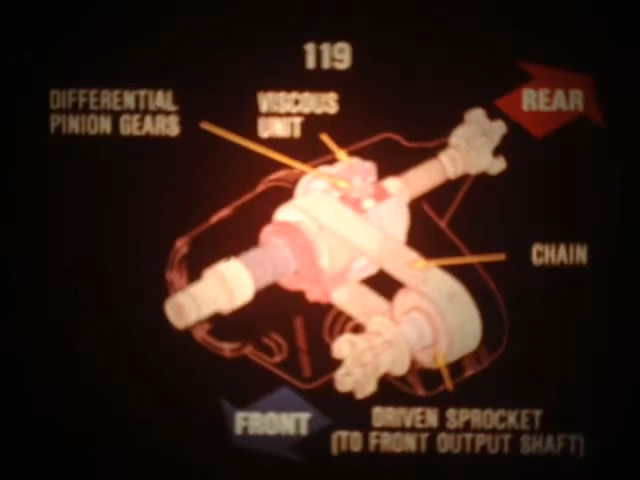 119
DIFFERENTIAL
PINION GEARS
VISCOUS
UNIT
REAR
CHAIN
FRONT
DRIVEN SPROCKET
(TO FRONT OUTPUT SHAFT)